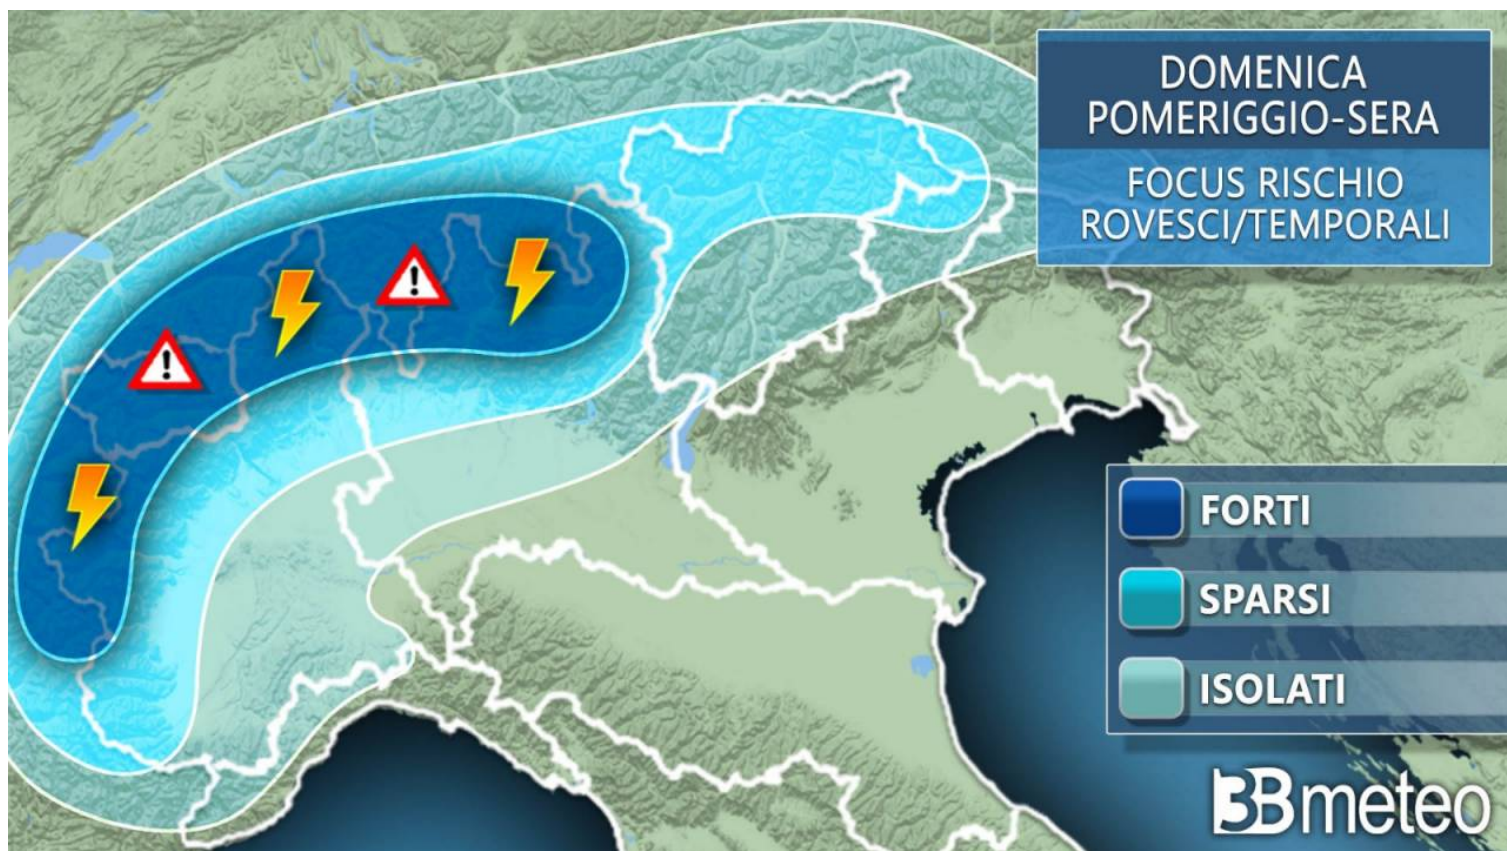 DOMENICA
POMERIGGIO-SERA
FOCUS RISCHIO
ROVESCI/TEMPORALI
FORTI
SPARSI
ISOLATI
3Bmeteo